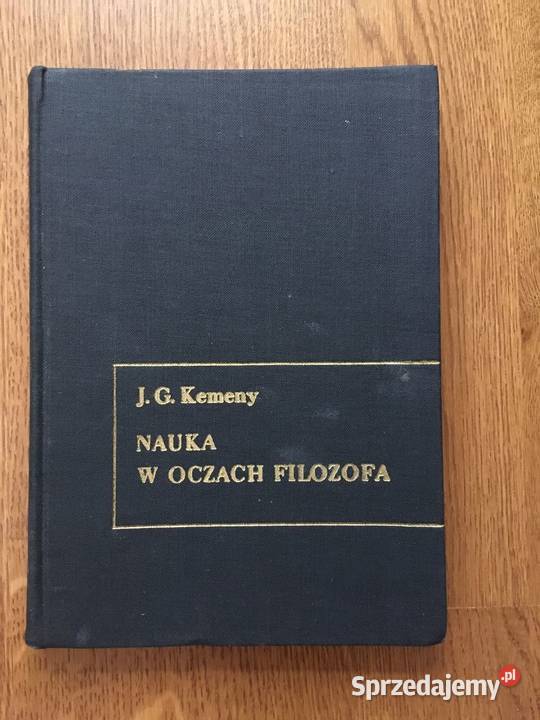 J. G. Kemeny
NAUKA
W OCZACH FILOZOFA
Sprzedajemy.pl